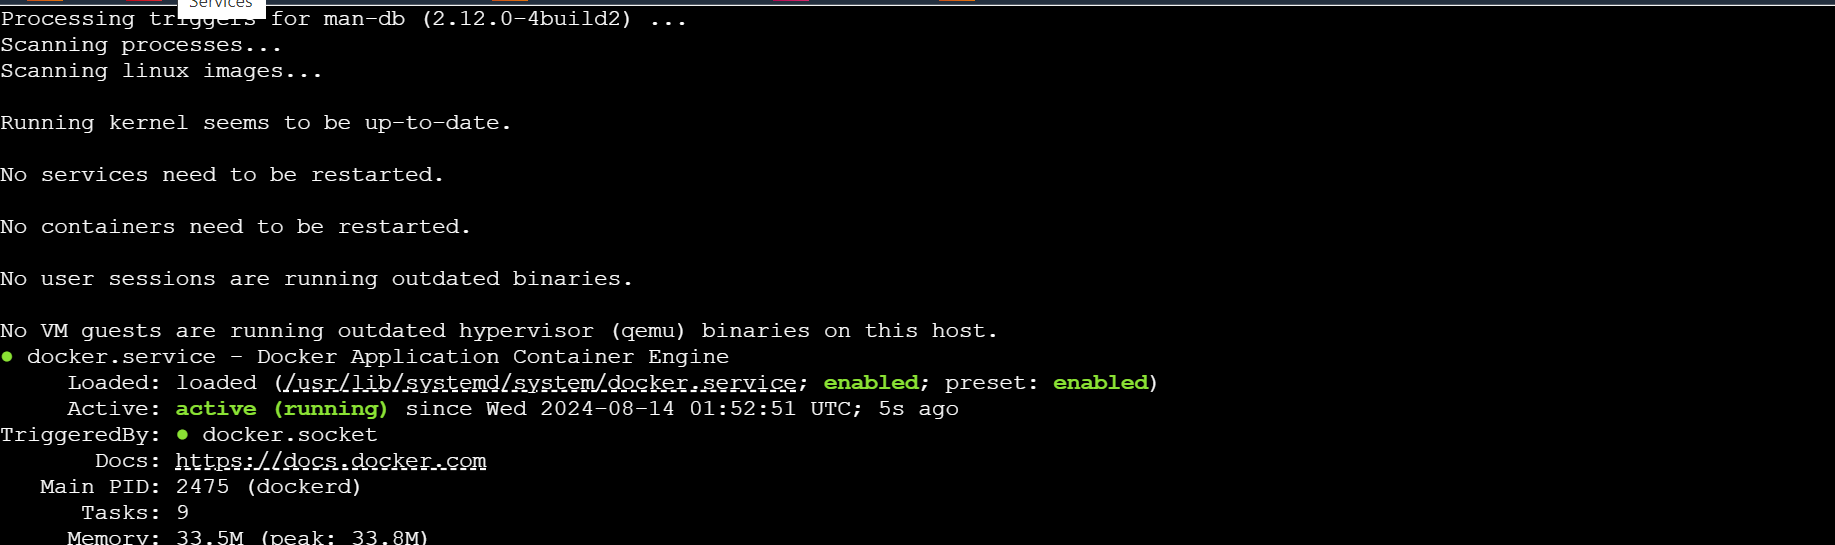 Services
Processing triggers for man-db (2.12.0-4build2) ...
Scanning processes...
Scanning linux images...
Running kernel seems to be up-to-date.
No services need to be restarted.
No containers need to be restarted.
No user sessions are running outdated binaries.
No VM guests are running outdated hypervisor (qemu) binaries on this host.
● docker.service - Docker Application Container Engine
Loaded: loaded (/usr/lib/systemd/system/docker.service; enabled; preset: enabled)
Active: active (running) since Wed 2024-08-14 01:52:51 UTC; 5s ago
TriggeredBy: ● docker.socket
Docs: https://docs.docker.com
Main PID: 2475 (dockerd)
Tasks: 9
Memory: 33.5M (peak: 33.8M)